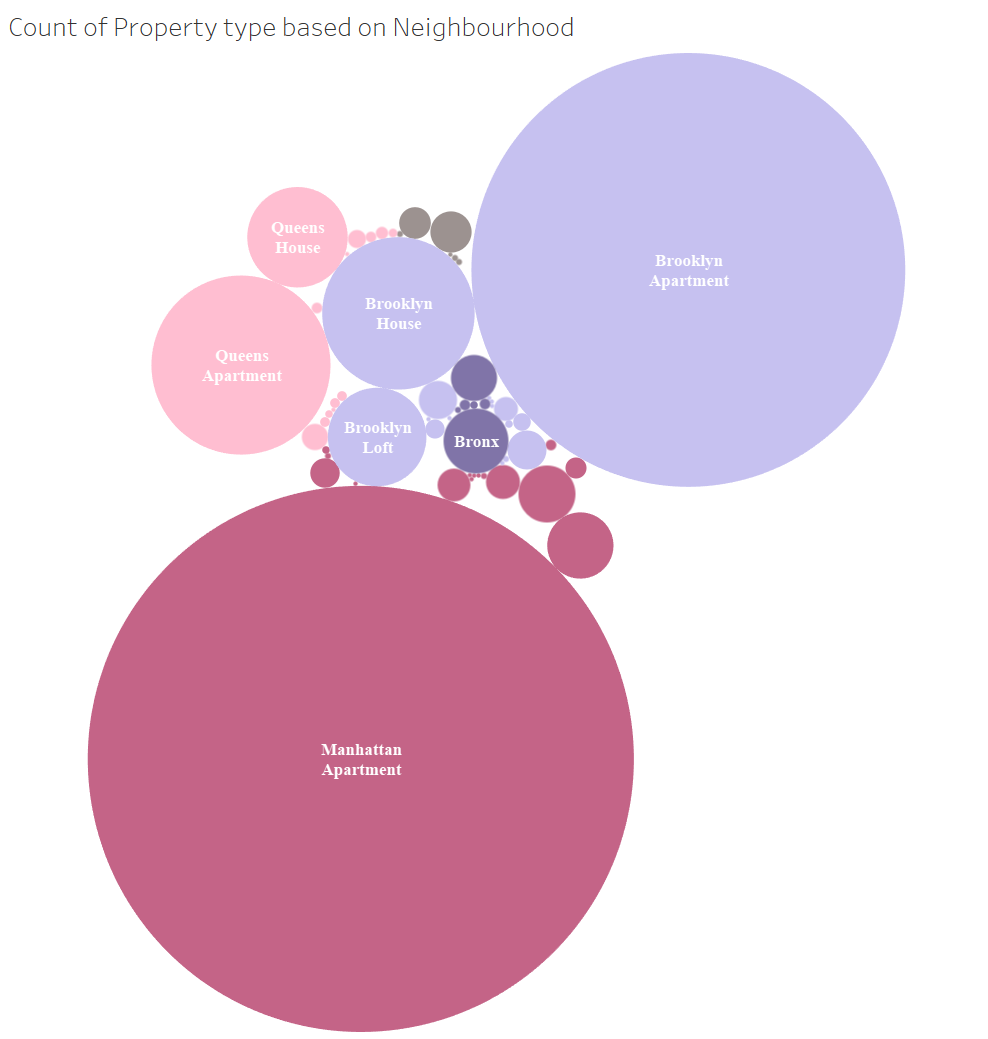 Count of Property type based on Neighbourhood
Brooklyn
Apartment
Queens
House
Brooklyn
House
Queens
Apartment
Brooklyn
Loft
Bronx
Manhattan
Apartment